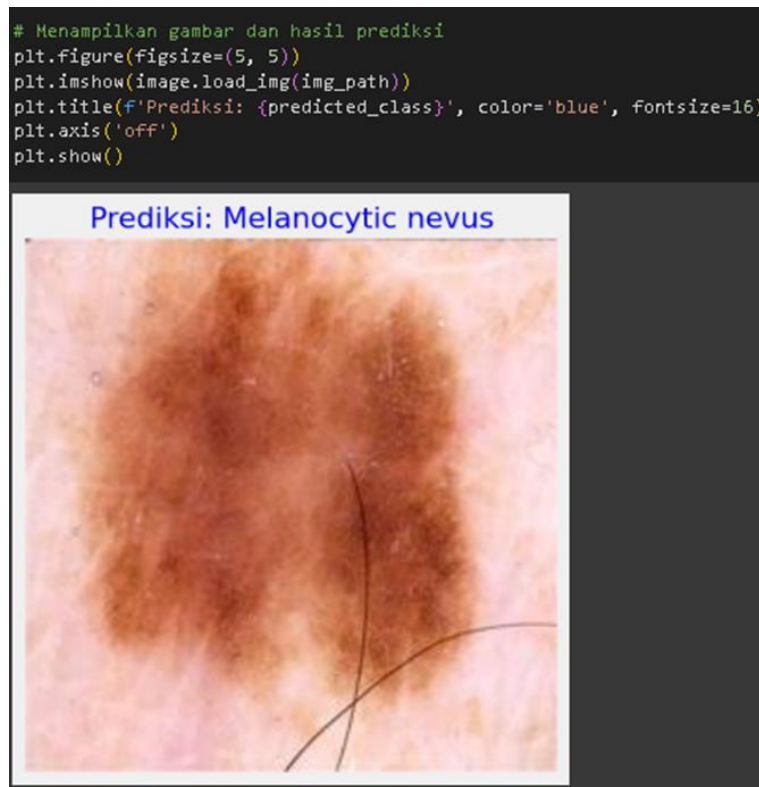 # Menampilkan gambar dan hasil prediksi
plt.figure(figsize=(5, 5))
plt.imshow(image.load_img(img_path))
plt.title(f'Prediksi: {predicted_class}', color='blue', fontsize=16)
plt.axis('off')
plt.show()
Prediksi: Melanocytic nevus